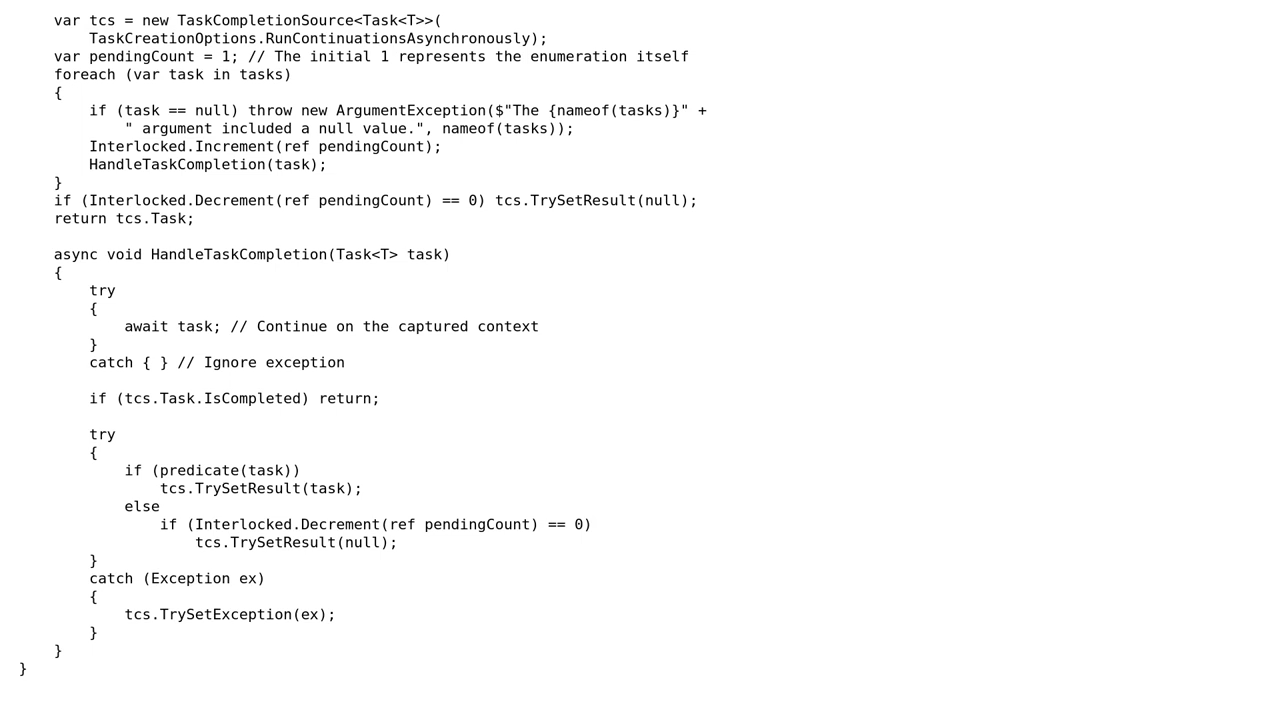 var tcs = new TaskCompletionSource<Task<T>>(
        TaskCreationOptions.RunContinuationsAsynchronously);
    var pendingCount = 1; // The initial 1 represents the enumeration itself
    foreach (var task in tasks)
    {
        if (task == null) throw new ArgumentException($"The {nameof(tasks)}" +
            " argument included a null value.", nameof(tasks));
        Interlocked.Increment(ref pendingCount);
        HandleTaskCompletion(task);
    }
    if (Interlocked.Decrement(ref pendingCount) == 0) tcs.TrySetResult(null);
    return tcs.Task;

    async void HandleTaskCompletion(Task<T> task)
    {
        try
        {
            await task; // Continue on the captured context
        }
        catch { } // Ignore exception

        if (tcs.Task.IsCompleted) return;

        try
        {
            if (predicate(task))
                tcs.TrySetResult(task);
            else
                if (Interlocked.Decrement(ref pendingCount) == 0)
                    tcs.TrySetResult(null);
        }
        catch (Exception ex)
        {
            tcs.TrySetException(ex);
        }
    }
}